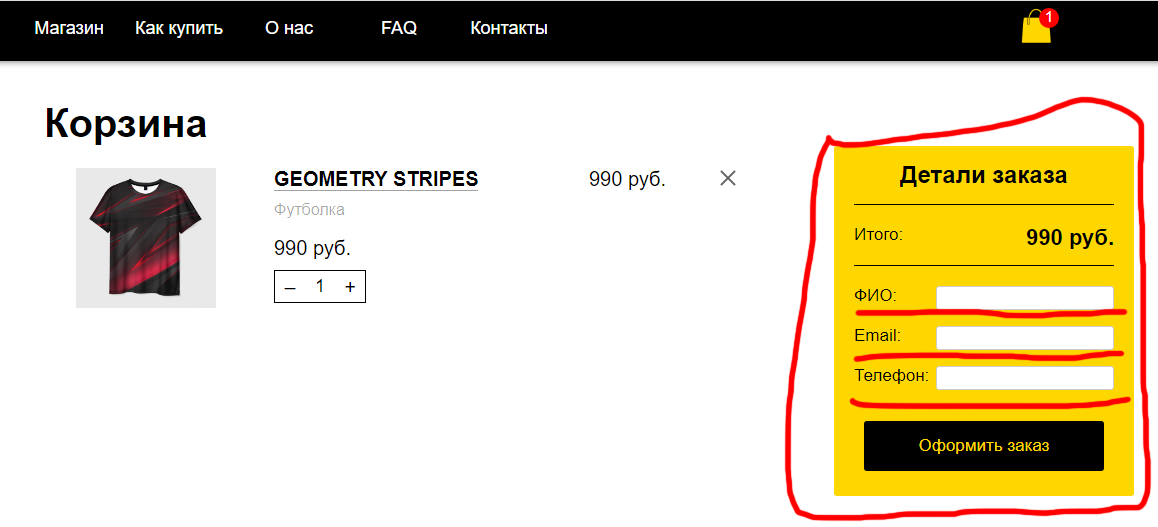 Магазин Как купить О нас FAQ Контакты 1
Корзина
GEOMETRY STRIPES 990 руб.
Футболка
990 руб.
– 1 +
Детали заказа
Итого: 990 руб.
ФИО:
Email:
Телефон:
Оформить заказ